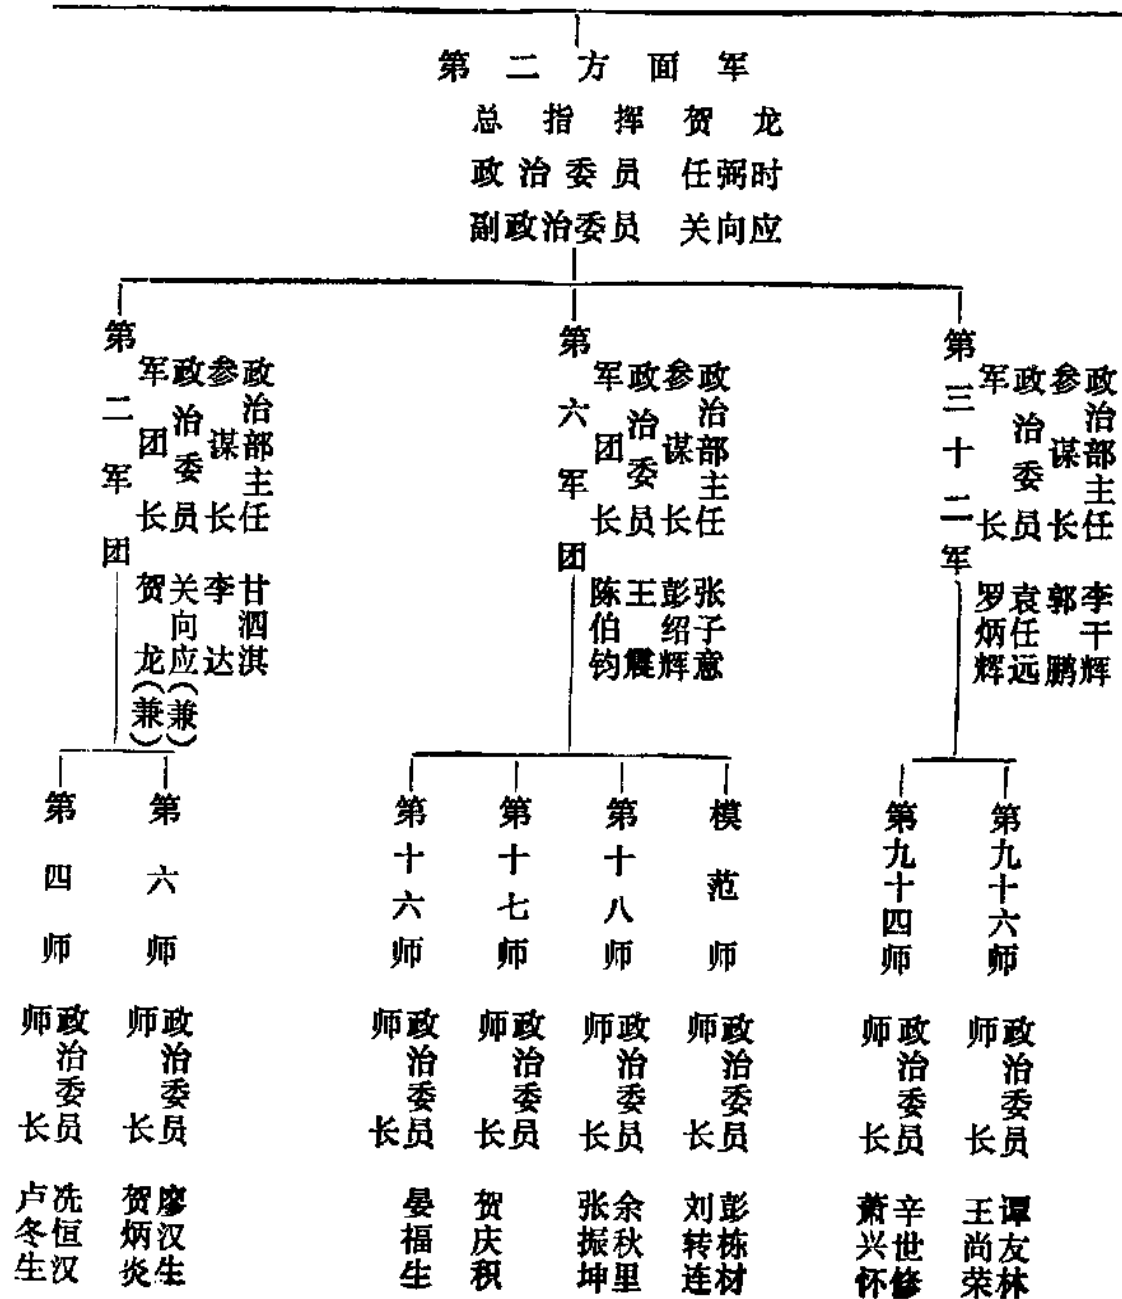 第二方面军
总指挥 贺龙
政治委员 任弼时
副政治委员 关向应
第二军团
军团长 贺龙(兼)
政治委员 关向应(兼)
参谋长 李达
政治部主任 甘泗淇
第六军团
军团长 陈伯钧
政治委员 王震
参谋长 彭绍辉
政治部主任 张子意
第三十二军
军长 罗炳辉
政治委员 袁任远
参谋长 郭鹏
政治部主任 李干辉
第四师
师长 卢冬生
政治委员 冼恒汉
第六师
师长 贺炳炎
政治委员 廖汉生
第十六师
师长
政治委员 晏福生
第十七师
师长 贺庆积
政治委员
第十八师
师长 张振坤
政治委员 余秋里
模范师
师长 刘转连
政治委员 彭栋材
第九十四师
师长 萧兴怀
政治委员 辛世修
第九十六师
师长 王尚荣
政治委员 谭友林